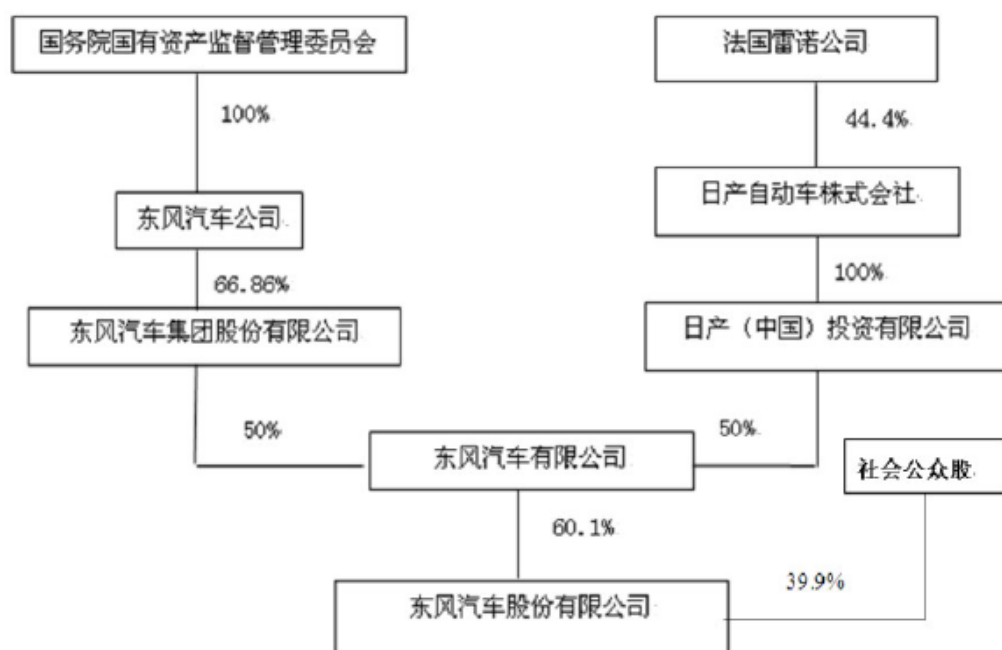 国务院国有资产监督管理委员会
法国雷诺公司
100%
44.4%
东风汽车公司
日产自动车株式会社
66.86%
100%
东风汽车集团股份有限公司
日产（中国）投资有限公司
50%
50%
东风汽车有限公司
社会公众股
60.1%
39.9%
东风汽车股份有限公司